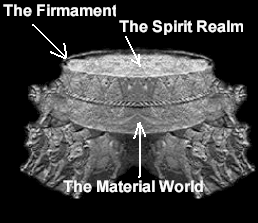 The Firmament
The Spirit Realm
The Material World